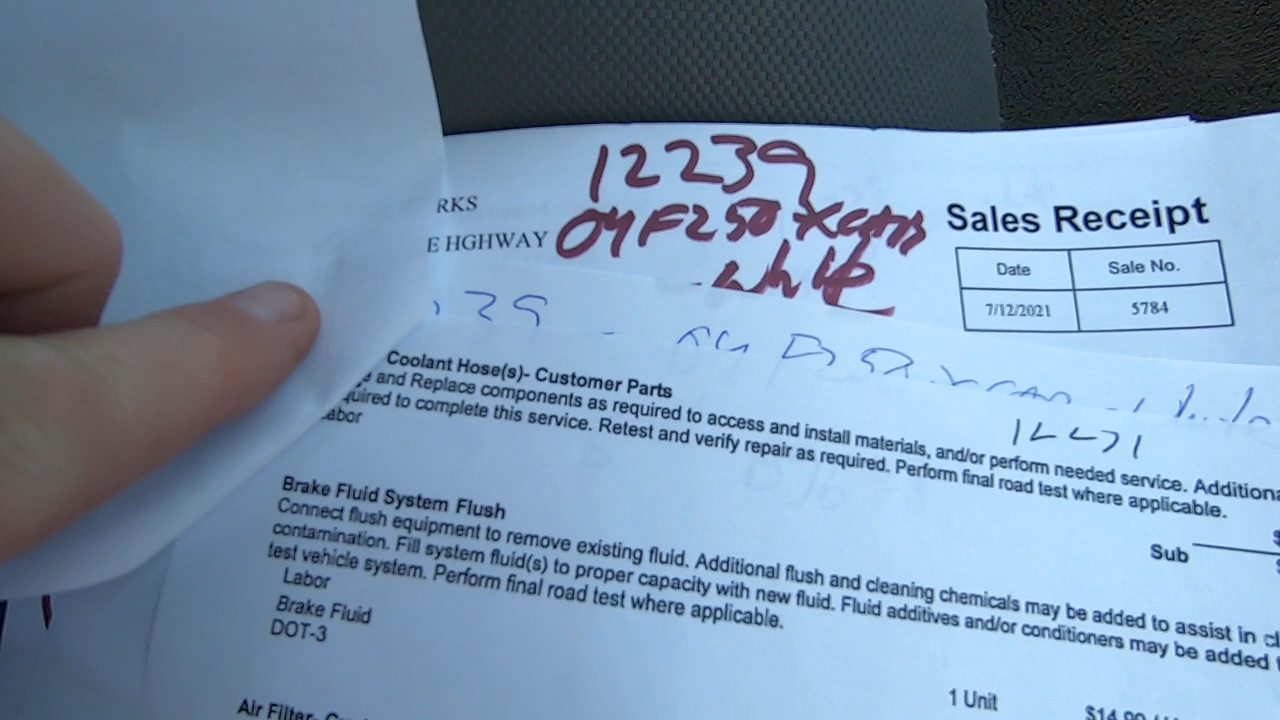 12239
RKS
E HGHWAY
04 F250 Xcab
white
Sales Receipt
Date Sale No.
7/12/2021 5784
Coolant Hose(s)- Customer Parts
and Replace components as required to access and install materials, and/or perform needed service. Additiona
quired to complete this service. Retest and verify repair as required. Perform final road test where applicable.
abor
Sub
Brake Fluid System Flush
Connect flush equipment to remove existing fluid. Additional flush and cleaning chemicals may be added to assist in cl
contamination. Fill system fluid(s) to proper capacity with new fluid. Fluid additives and/or conditioners may be added
test vehicle system. Perform final road test where applicable.
Labor
Brake Fluid
DOT-3
1 Unit
Air Filter-